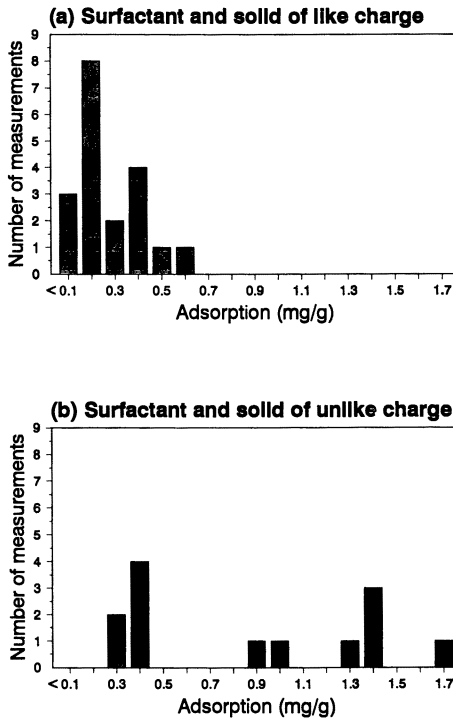 (a) Surfactant and solid of like charge
9
8
7
6
5
4
3
2
1
0
Number of measurements
< 0.1 0.3 0.5 0.7 0.9 1.1 1.3 1.5 1.7
Adsorption (mg/g)
(b) Surfactant and solid of unlike charge
9
8
7
6
5
4
3
2
1
0
Number of measurements
< 0.1 0.3 0.5 0.7 0.9 1.1 1.3 1.5 1.7
Adsorption (mg/g)